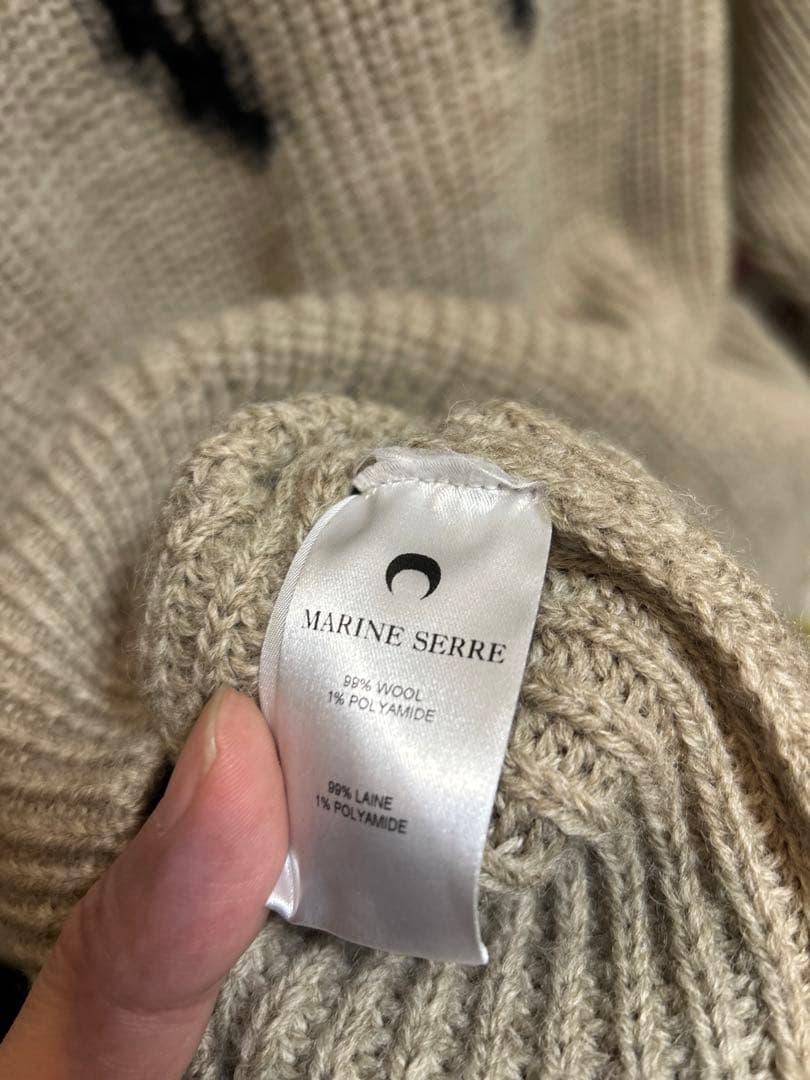 MARINE SERRE
99% WOOL
1% POLYAMIDE
99% LAINE
1% POLYAMIDE